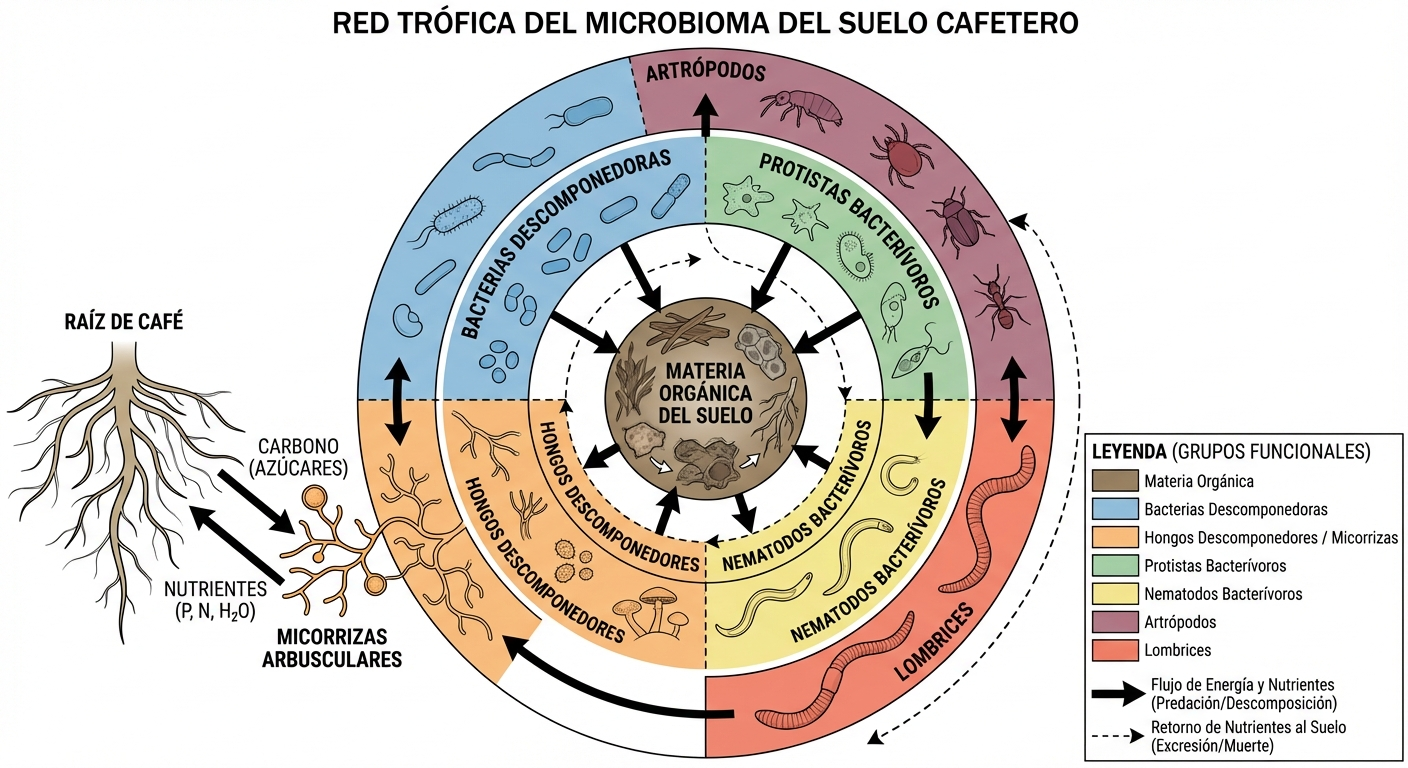 RED TRÓFICA DEL MICROBIOMA DEL SUELO CAFETERO
ARTRÓPODOS
BACTERIAS DESCOMPONEDORAS
PROTISTAS BACTERÍVOROS
RAÍZ DE CAFÉ
MATERIA
ORGÁNICA
DEL SUELO
CARBONO
(AZÚCARES)
HONGOS DESCOMPONEDORES
HONGOS DESCOMPONEDORES
NEMATODOS BACTERÍVOROS
NEMATODOS BACTERÍVOROS
NUTRIENTES
(P, N, H₂O)
MICORRIZAS
ARBUSCULARES
LOMBRICES
LEYENDA (GRUPOS FUNCIONALES)
Materia Orgánica
Bacterias Descomponedoras
Hongos Descomponedores / Micorrizas
Protistas Bacterívoros
Nematodos Bacterívoros
Artrópodos
Lombrices
Flujo de Energía y Nutrientes
(Predación/Descomposición)
Retorno de Nutrientes al Suelo
(Excresión/Muerte)